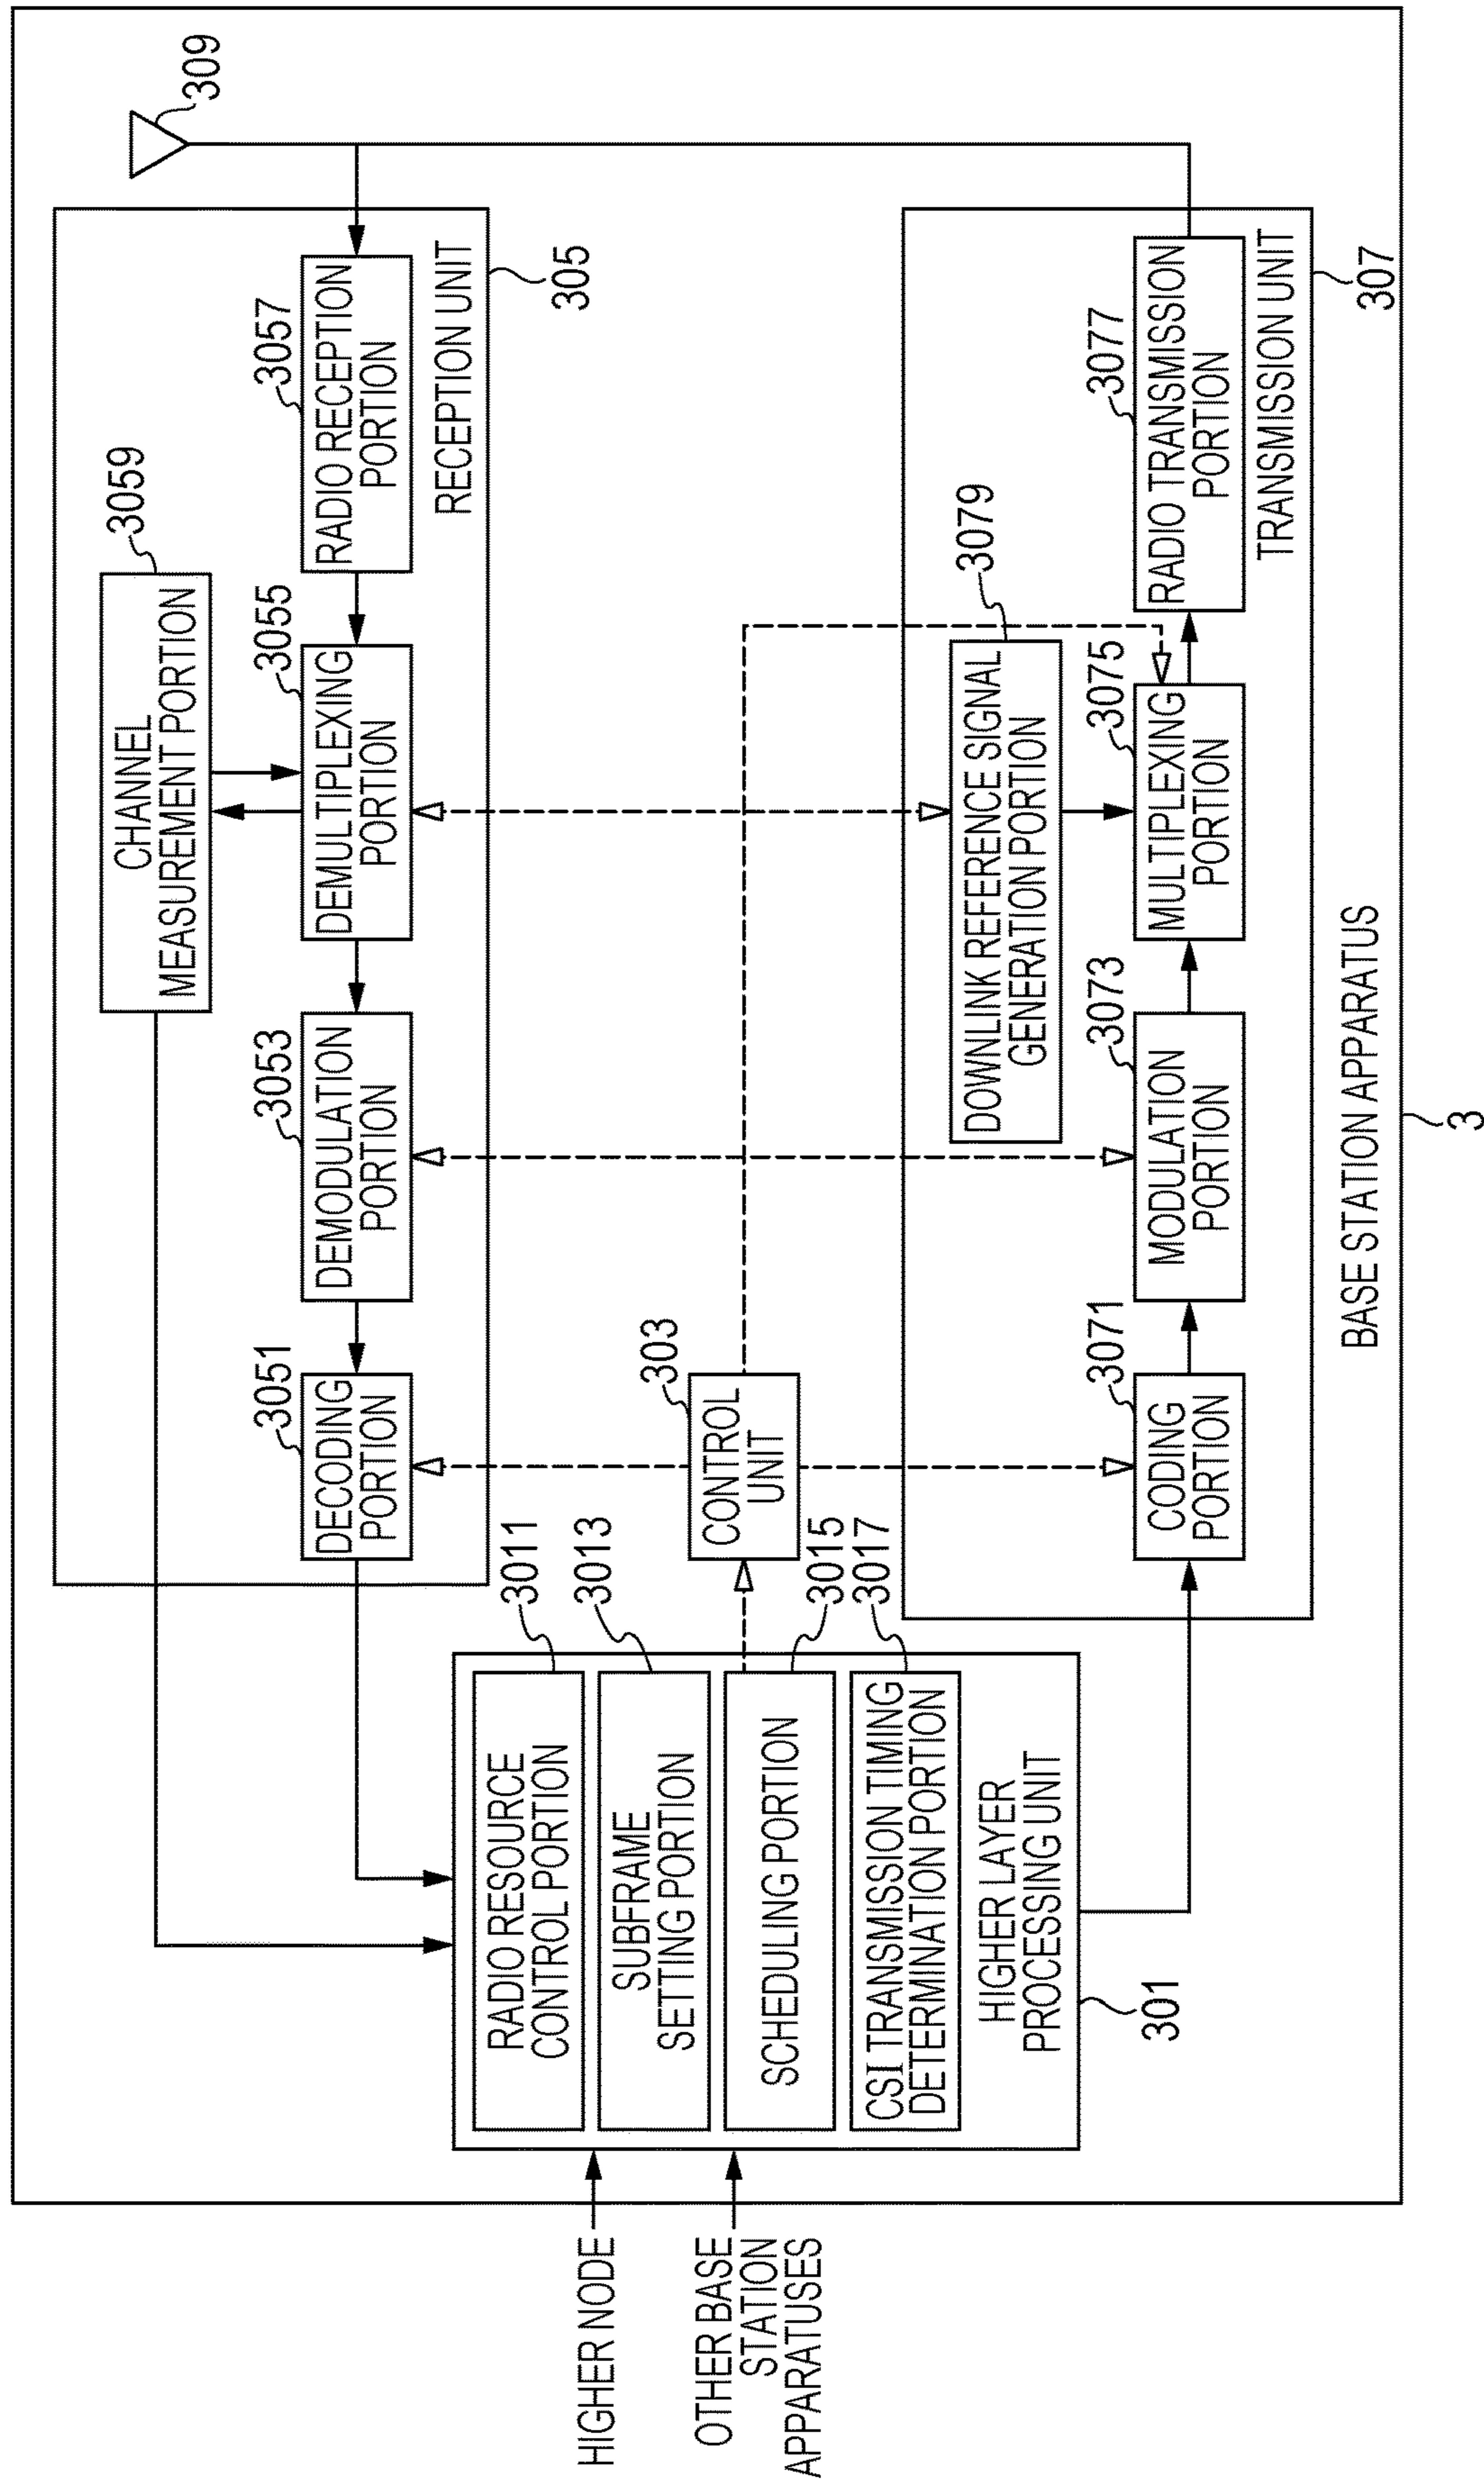 HIGHER NODE
OTHER BASE
STATION
APPARATUSES
RADIO RESOURCE
CONTROL PORTION
3011
SUBFRAME
SETTING PORTION
3013
SCHEDULING PORTION
3015
CSI TRANSMISSION TIMING
DETERMINATION PORTION
3017
HIGHER LAYER
PROCESSING UNIT
301
CONTROL
UNIT
303
CHANNEL
MEASUREMENT PORTION
3059
DECODING
PORTION
3051
DEMODULATION
PORTION
3053
DEMULTIPLEXING
PORTION
3055
RADIO RECEPTION
PORTION
3057
RECEPTION UNIT
305
309
DOWNLINK REFERENCE SIGNAL
GENERATION PORTION
3079
CODING
PORTION
3071
MODULATION
PORTION
3073
MULTIPLEXING
PORTION
3075
RADIO TRANSMISSION
PORTION
3077
TRANSMISSION UNIT
307
BASE STATION APPARATUS
3